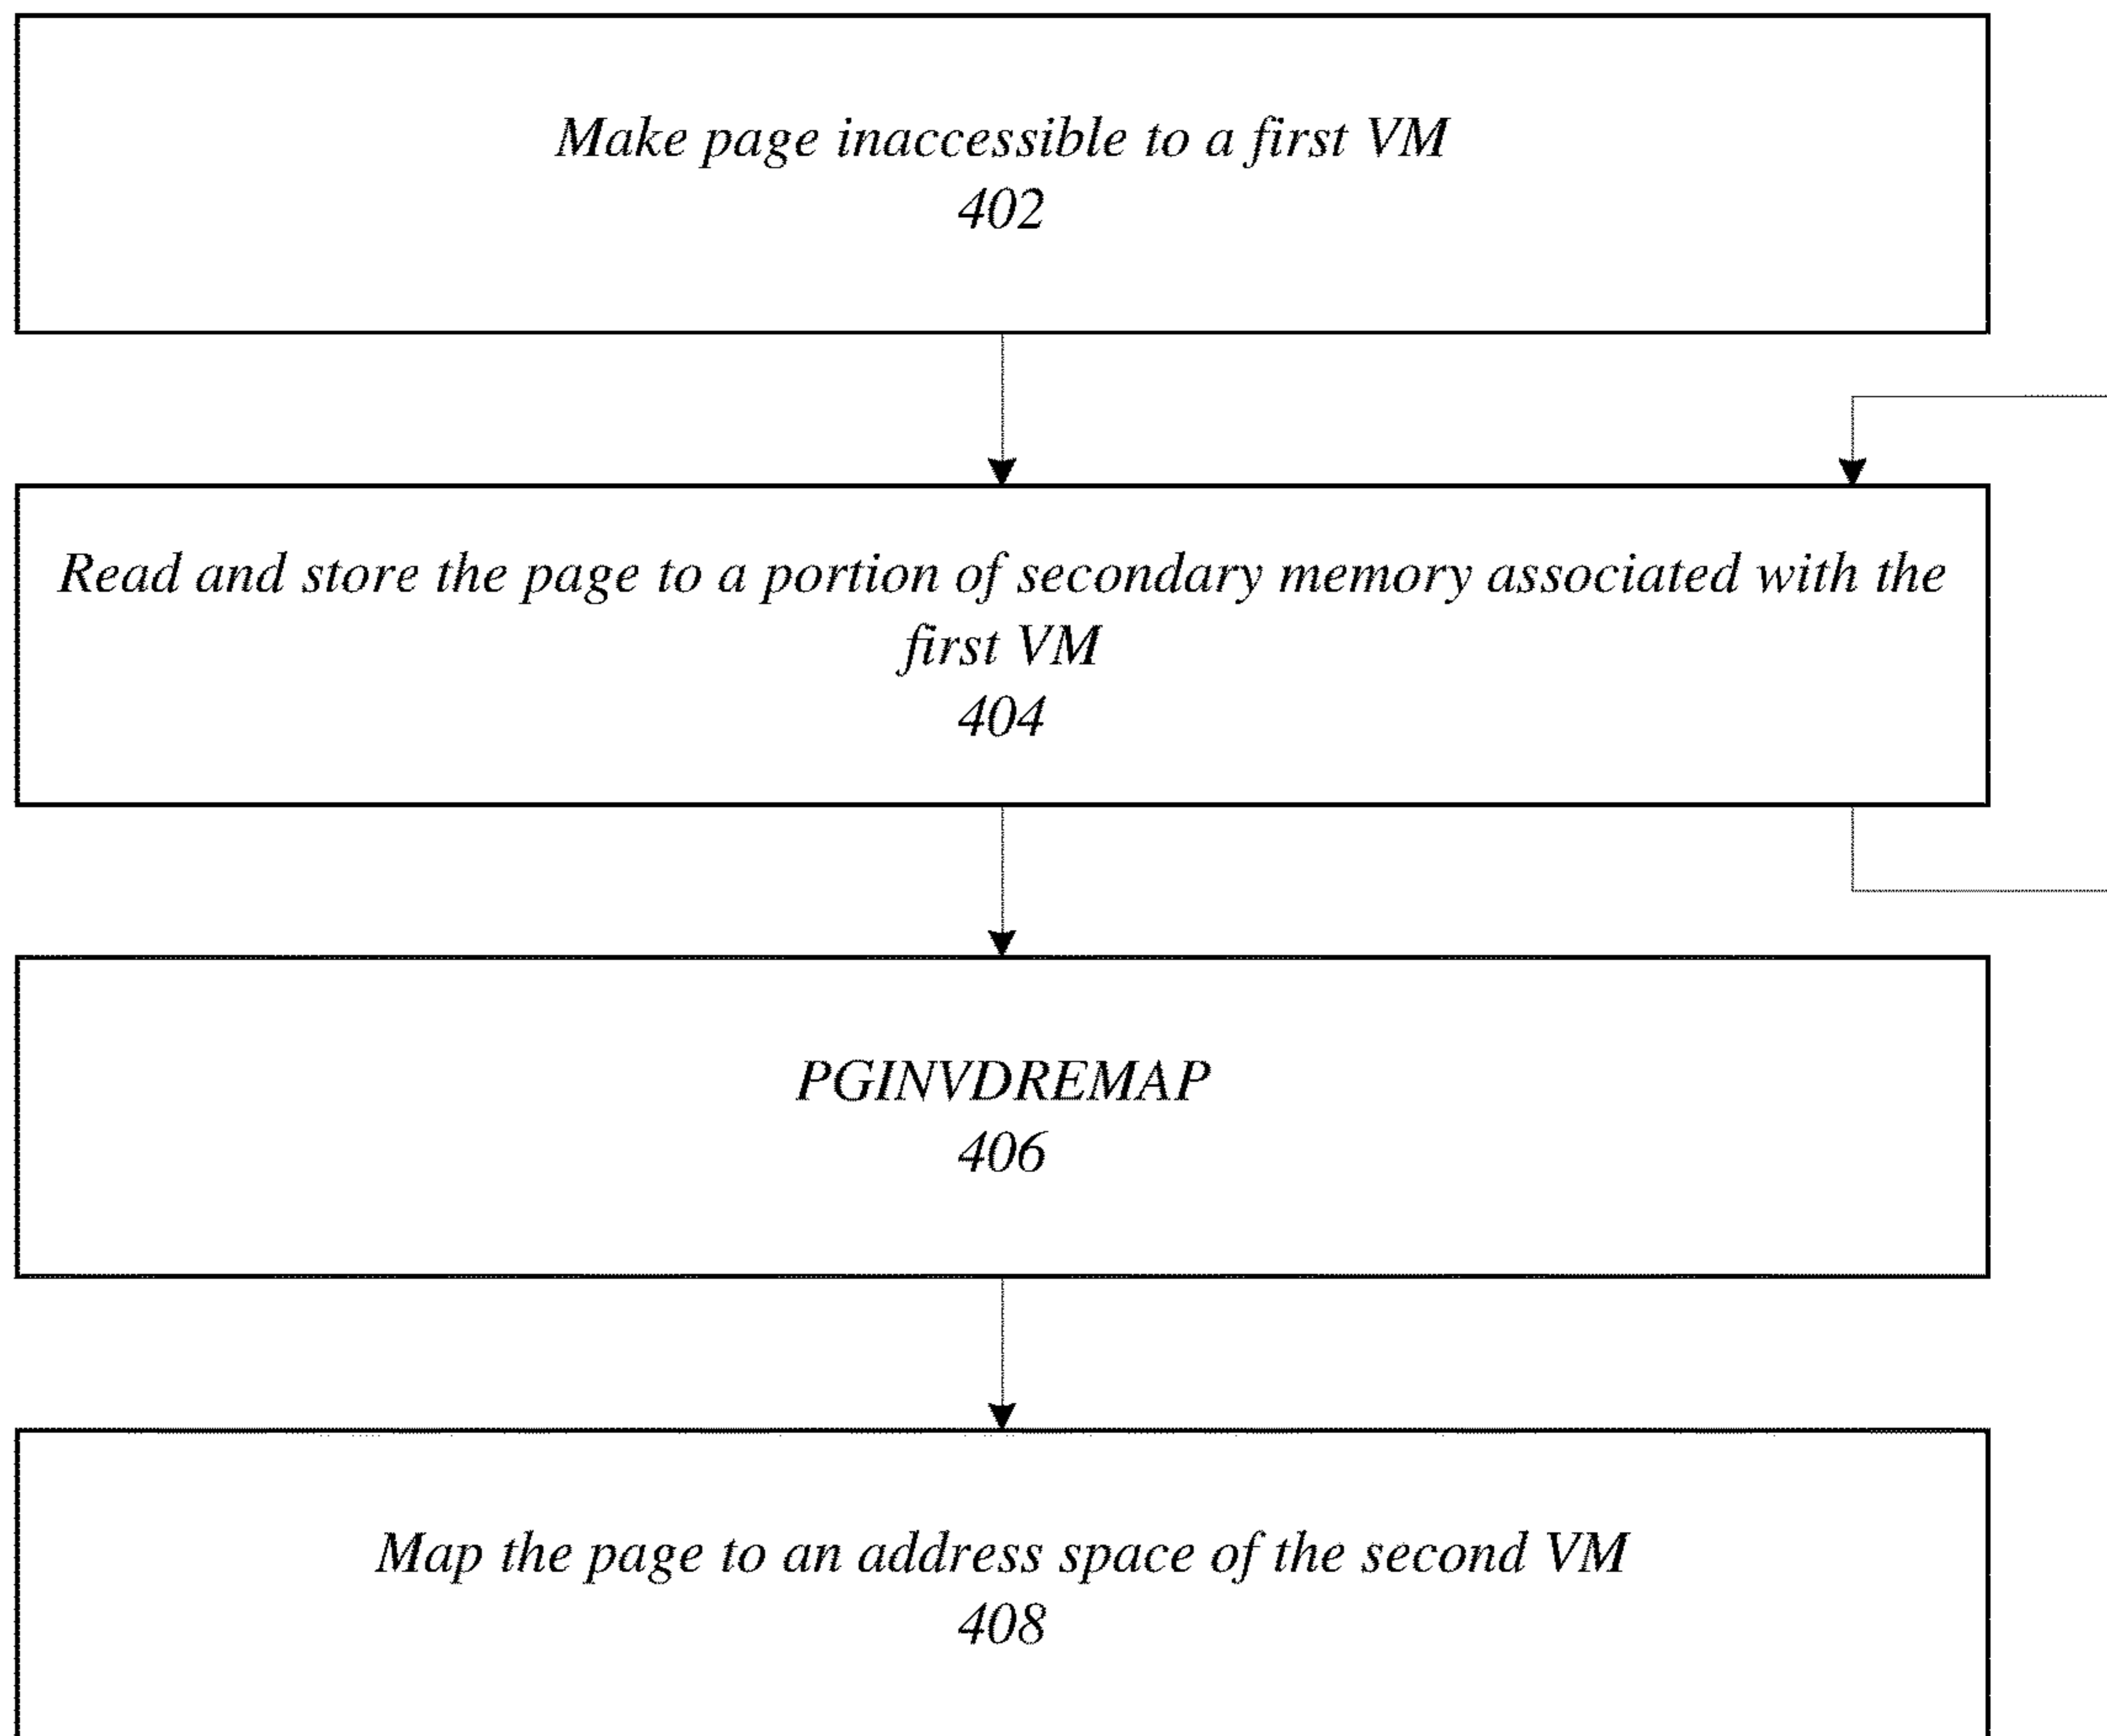 Make page inaccessible to a first VM
402
Read and store the page to a portion of secondary memory associated with the
first VM
404
PGINVDREMAP
406
Map the page to an address space of the second VM
408